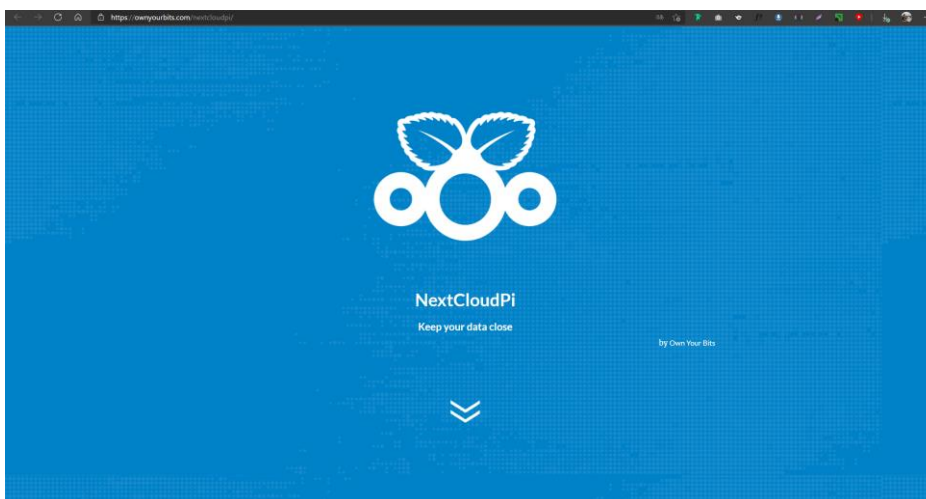 https://ownyourbits.com/nextcloudpi/
NextCloudPi
Keep your data close
by Own Your Bits